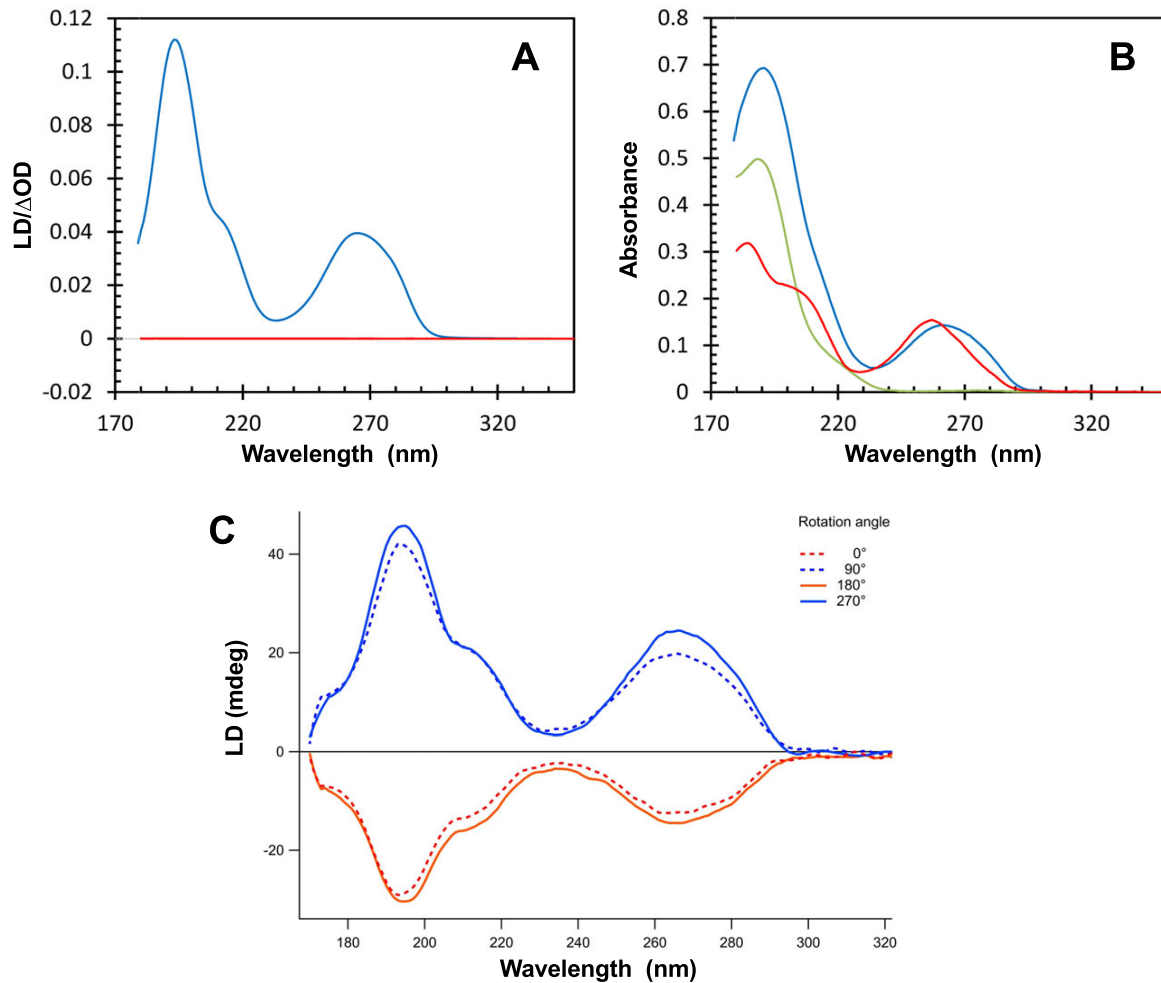 A
LD/ΔOD
0.12
0.1
0.08
0.06
0.04
0.02
0
-0.02
170 220 270 320
Wavelength (nm)
B
Absorbance
0.8
0.7
0.6
0.5
0.4
0.3
0.2
0.1
0
170 220 270 320
Wavelength (nm)
C
Rotation angle
0°
90°
180°
270°
LD (mdeg)
40
20
0
-20
180 200 220 240 260 280 300 320
Wavelength (nm)